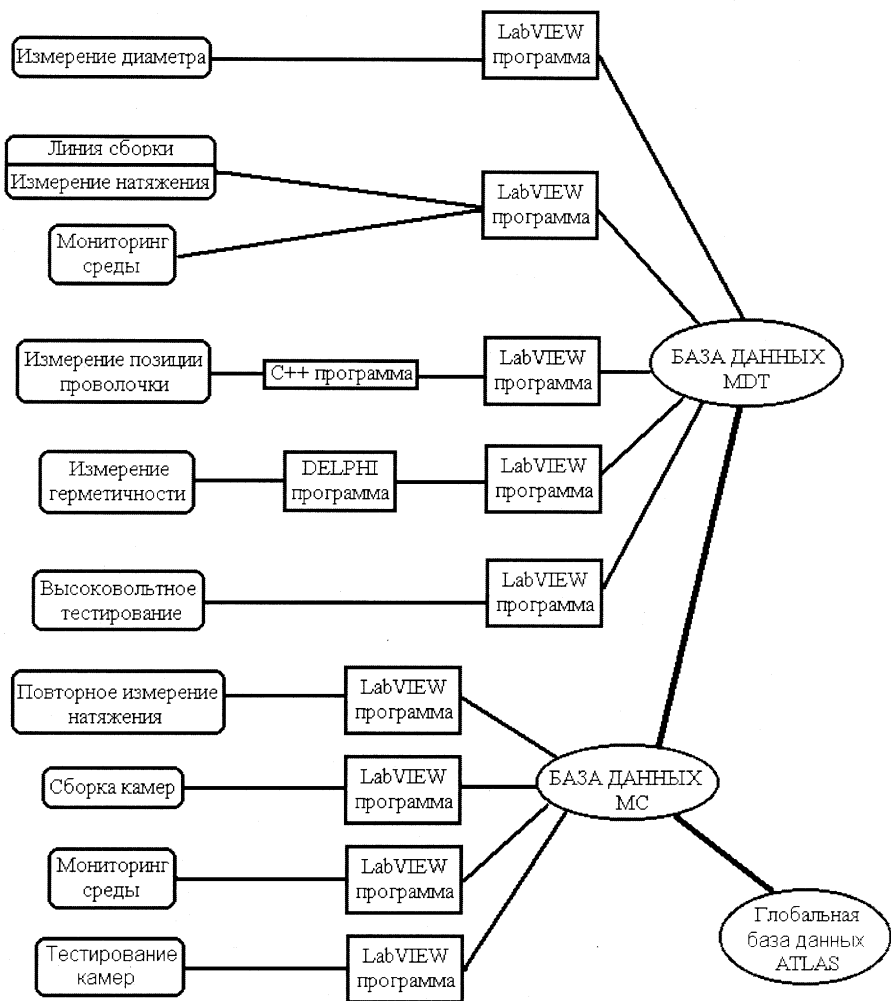 Измерение диаметра
LabVIEW
программа
Линия сборки
Измерение натяжения
LabVIEW
программа
Мониторинг
среды
Измерение позиции
проволочки
C++ программа
LabVIEW
программа
БАЗА ДАННЫХ
MDT
Измерение
герметичности
DELPHI
программа
LabVIEW
программа
Высоковольтное
тестирование
LabVIEW
программа
Повторное измерение
натяжения
LabVIEW
программа
Сборка камер
LabVIEW
программа
БАЗА ДАННЫХ
MC
Мониторинг
среды
LabVIEW
программа
Тестирование
камер
LabVIEW
программа
Глобальная
база данных
ATLAS